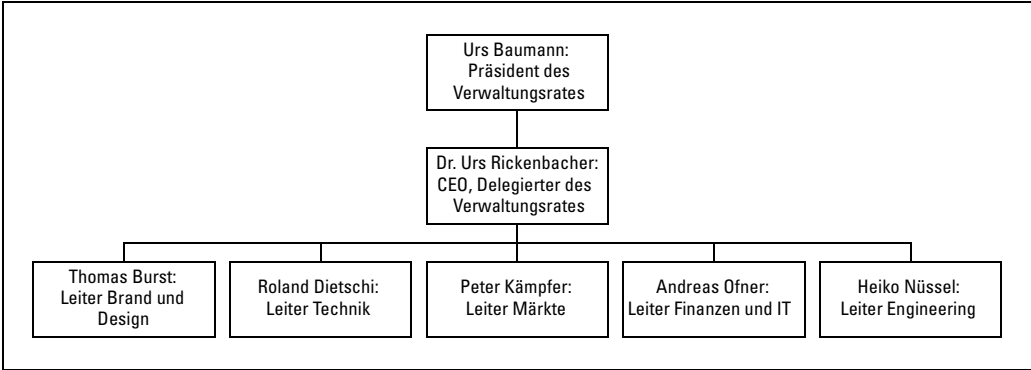 Urs Baumann:
Präsident des
Verwaltungsrates
Dr. Urs Rickenbacher:
CEO, Delegierter des
Verwaltungsrates
Thomas Burst:
Leiter Brand und
Design
Roland Dietschi:
Leiter Technik
Peter Kämpfer:
Leiter Märkte
Andreas Ofner:
Leiter Finanzen und IT
Heiko Nüssel:
Leiter Engineering